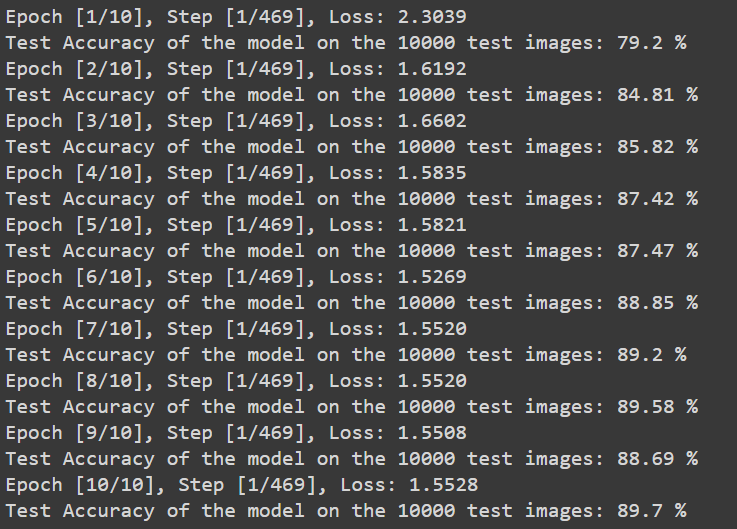 Epoch [1/10], Step [1/469], Loss: 2.3039
Test Accuracy of the model on the 10000 test images: 79.2 %
Epoch [2/10], Step [1/469], Loss: 1.6192
Test Accuracy of the model on the 10000 test images: 84.81 %
Epoch [3/10], Step [1/469], Loss: 1.6602
Test Accuracy of the model on the 10000 test images: 85.82 %
Epoch [4/10], Step [1/469], Loss: 1.5835
Test Accuracy of the model on the 10000 test images: 87.42 %
Epoch [5/10], Step [1/469], Loss: 1.5821
Test Accuracy of the model on the 10000 test images: 87.47 %
Epoch [6/10], Step [1/469], Loss: 1.5269
Test Accuracy of the model on the 10000 test images: 88.85 %
Epoch [7/10], Step [1/469], Loss: 1.5520
Test Accuracy of the model on the 10000 test images: 89.2 %
Epoch [8/10], Step [1/469], Loss: 1.5520
Test Accuracy of the model on the 10000 test images: 89.58 %
Epoch [9/10], Step [1/469], Loss: 1.5508
Test Accuracy of the model on the 10000 test images: 88.69 %
Epoch [10/10], Step [1/469], Loss: 1.5528
Test Accuracy of the model on the 10000 test images: 89.7 %